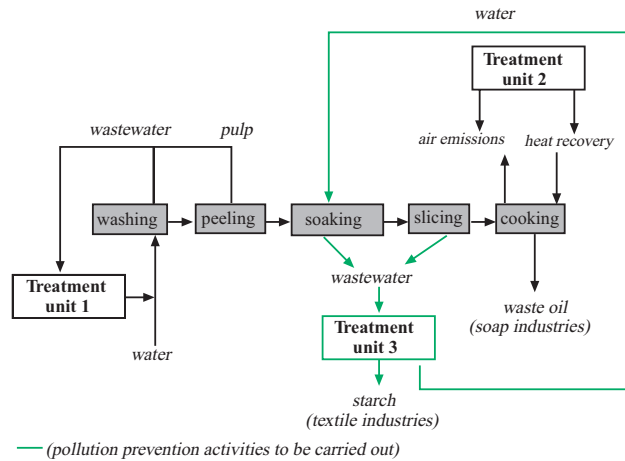 water
Treatment
unit 2
wastewater
pulp
air emissions
heat recovery
washing
peeling
soaking
slicing
cooking
wastewater
Treatment
unit 1
waste oil
(soap industries)
Treatment
unit 3
water
starch
(textile industries)
(pollution prevention activities to be carried out)